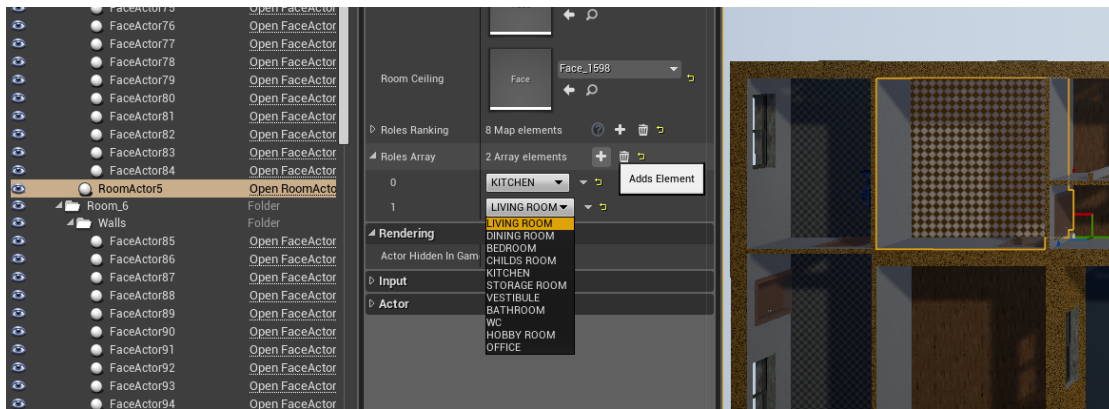 FaceActor75 Open FaceActor
FaceActor76 Open FaceActor
FaceActor77 Open FaceActor
FaceActor78 Open FaceActor
FaceActor79 Open FaceActor
FaceActor80 Open FaceActor
FaceActor81 Open FaceActor
FaceActor82 Open FaceActor
FaceActor83 Open FaceActor
FaceActor84 Open FaceActor
RoomActor5 Open RoomActo
Room_6 Folder
Walls Folder
FaceActor85 Open FaceActor
FaceActor86 Open FaceActor
FaceActor87 Open FaceActor
FaceActor88 Open FaceActor
FaceActor89 Open FaceActor
FaceActor90 Open FaceActor
FaceActor91 Open FaceActor
FaceActor92 Open FaceActor
FaceActor93 Open FaceActor
FaceActor94 Open FaceActor
Room Ceiling Face Face_1598
Roles Ranking 8 Map elements
Roles Array 2 Array elements
Adds Element
0 KITCHEN
1 LIVING ROOM
LIVING ROOM
DINING ROOM
BEDROOM
CHILDS ROOM
KITCHEN
STORAGE ROOM
VESTIBULE
BATHROOM
WC
HOBBY ROOM
OFFICE
Rendering
Actor Hidden In Gam
Input
Actor